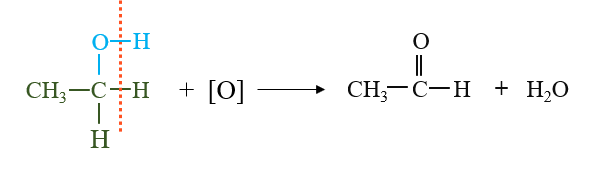 O H O
CH₃ C H + [O] CH₃ C H + H₂O
H